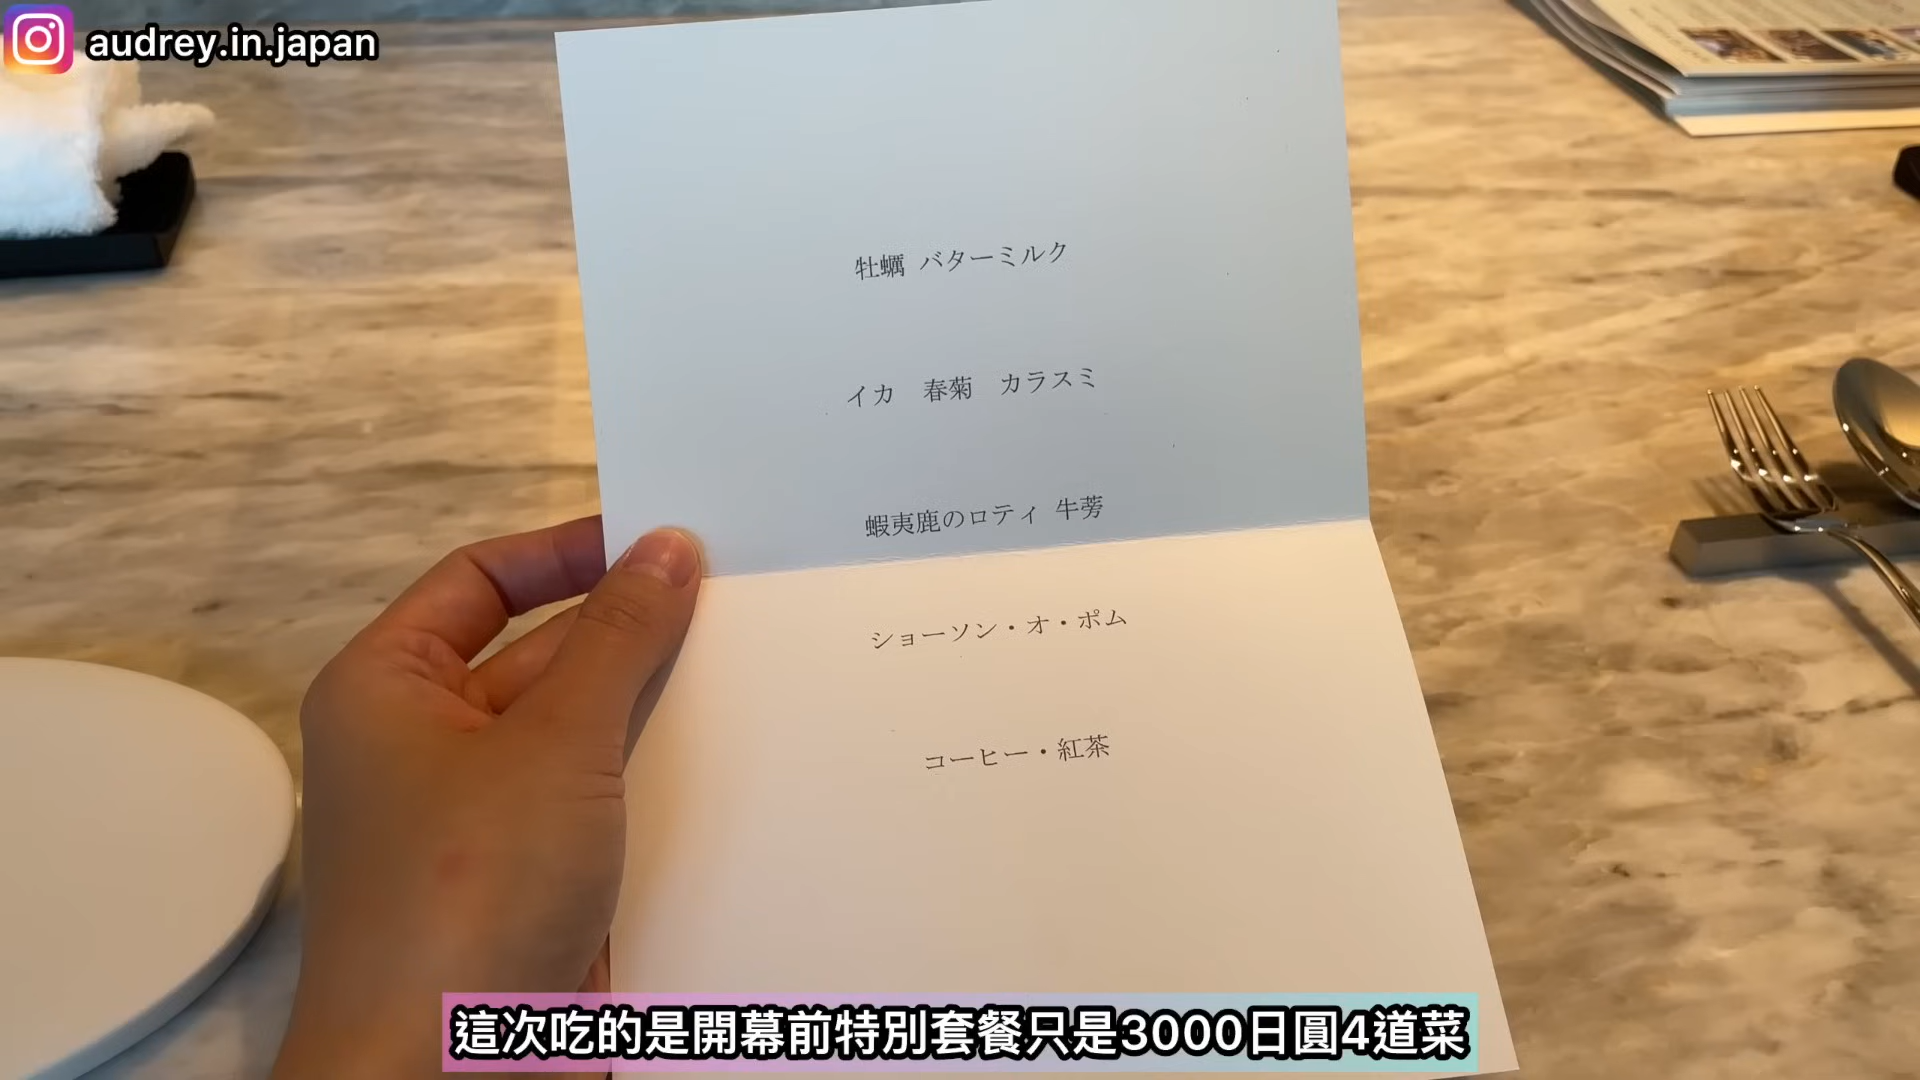 audrey.in.japan
牡蠣 バターミルク
イカ 春菊 カラスミ
蝦夷鹿のロティ 牛蒡
ショーソン・オ・ポム
コーヒー・紅茶
這次吃的是開幕前特別套餐只是3000日圓4道菜